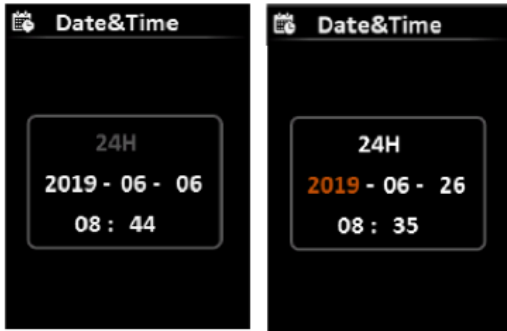 Date&Time
24H
2019 - 06 - 06
08 : 44
Date&Time
24H
2019 - 06 - 26
08 : 35